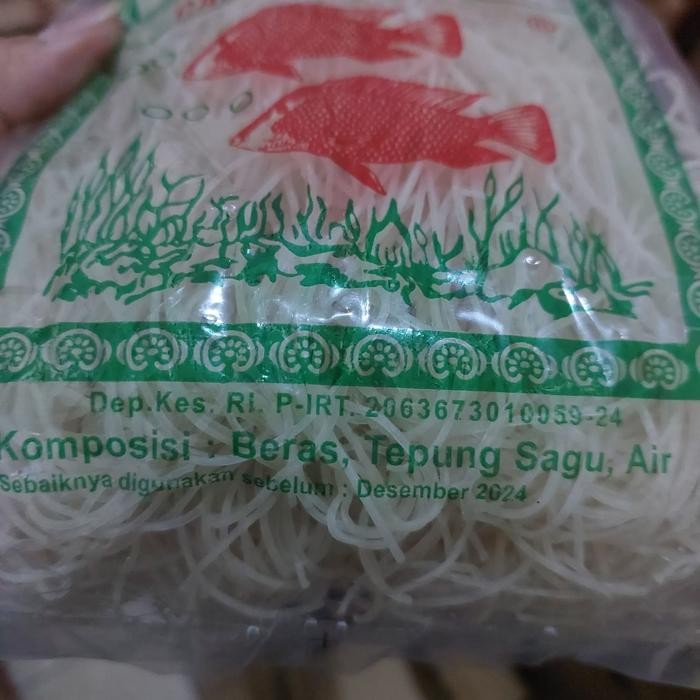 Dep.Kes. RI. P-IRT. 2063673010059-24
Komposisi : Beras, Tepung Sagu, Air
Sebaiknya digunakan sebelum : Desember 2024